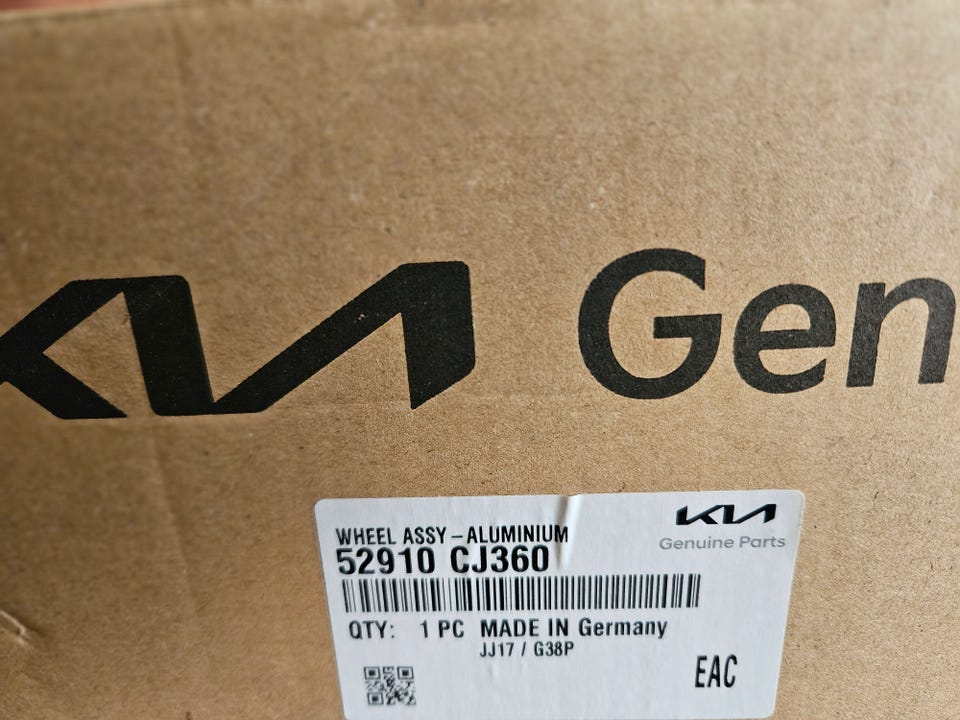 KIA Gen
WHEEL ASSY-ALUMINIUM
KIA
52910 CJ360
Genuine Parts
QTY: 1 PC MADE IN Germany
JJ17 / G38P
EAC